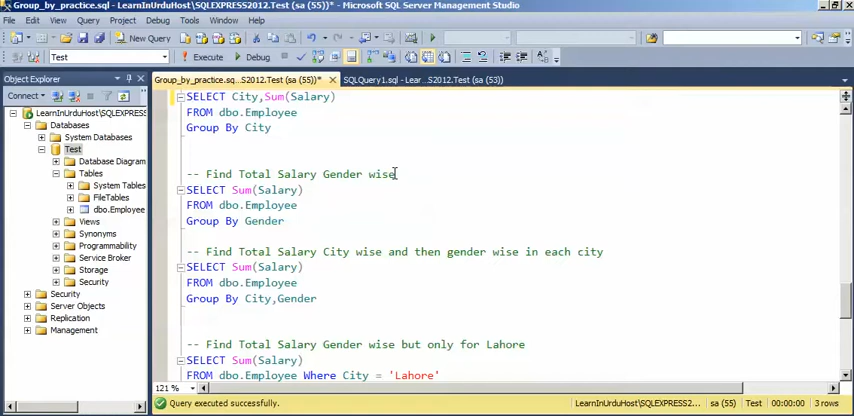 Group_by_practice.sql - LearnInUrduHost\SQLEXPRESS2012.Test (sa (55))* - Microsoft SQL Server Management Studio
File Edit View Query Project Debug Tools Window Help
New Query
Test Execute Debug
Object Explorer
Group_by_practice.sq...S2012.Test (sa (55))* SQLQuery1.sql - Lear...S2012.Test (sa (53))
Connect
LearnInUrduHost\SQLEXPRESS
Databases
System Databases
Test
Database Diagram
Tables
System Tables
FileTables
dbo.Employee
Views
Synonyms
Programmability
Service Broker
Storage
Security
Security
Server Objects
Replication
Management
SELECT City,Sum(Salary)
FROM dbo.Employee
Group By City
-- Find Total Salary Gender wise
SELECT Sum(Salary)
FROM dbo.Employee
Group By Gender
-- Find Total Salary City wise and then gender wise in each city
SELECT Sum(Salary)
FROM dbo.Employee
Group By City,Gender
-- Find Total Salary Gender wise but only for Lahore
SELECT Sum(Salary)
FROM dbo.Employee Where City = 'Lahore'
121 %
Query executed successfully. LearnInUrduHost\SQLEXPRESS2... sa (55) Test 00:00:00 3 rows